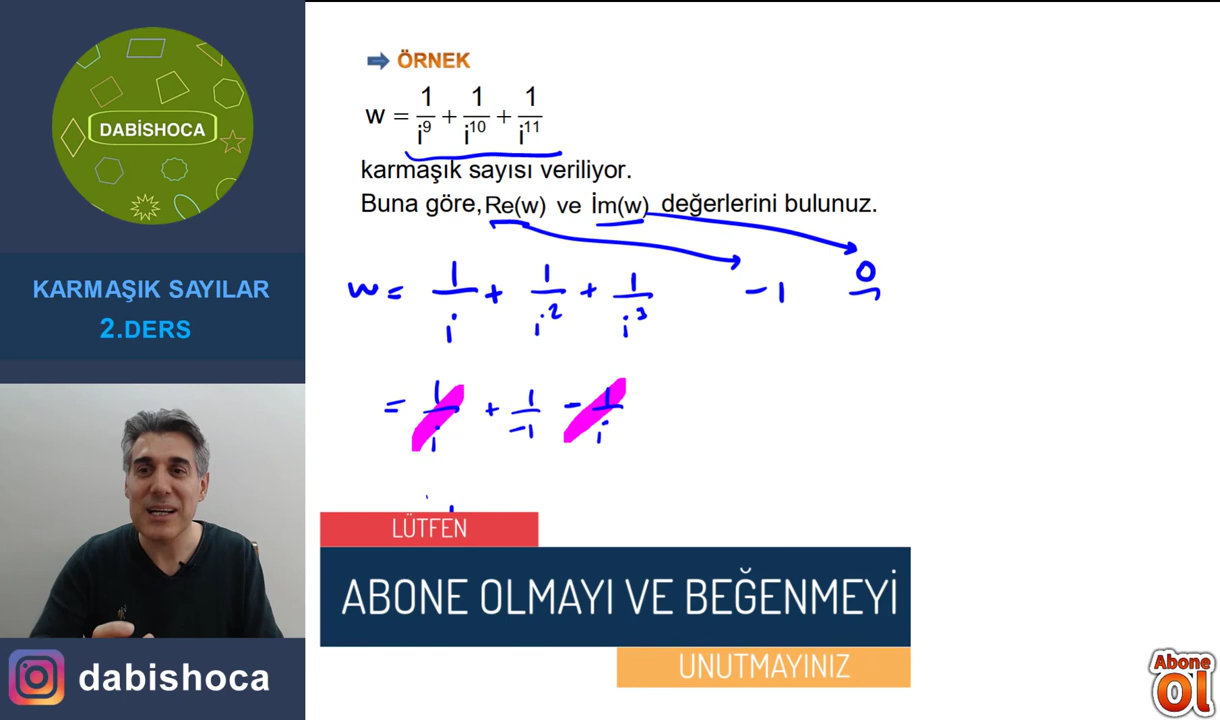 DABİSHOCA
KARMAŞIK SAYILAR
2.DERS
dabishoca
ÖRNEK
w = 1/i⁹ + 1/i¹⁰ + 1/i¹¹
karmaşık sayısı veriliyor.
Buna göre, Re(w) ve İm(w) değerlerini bulunuz.
w = 1/i + 1/i² + 1/i³ -1 0
= 1/i + 1/-1 - 1/i
LÜTFEN
ABONE OLMAYI VE BEĞENMEYİ
UNUTMAYINIZ
Abone
Ol